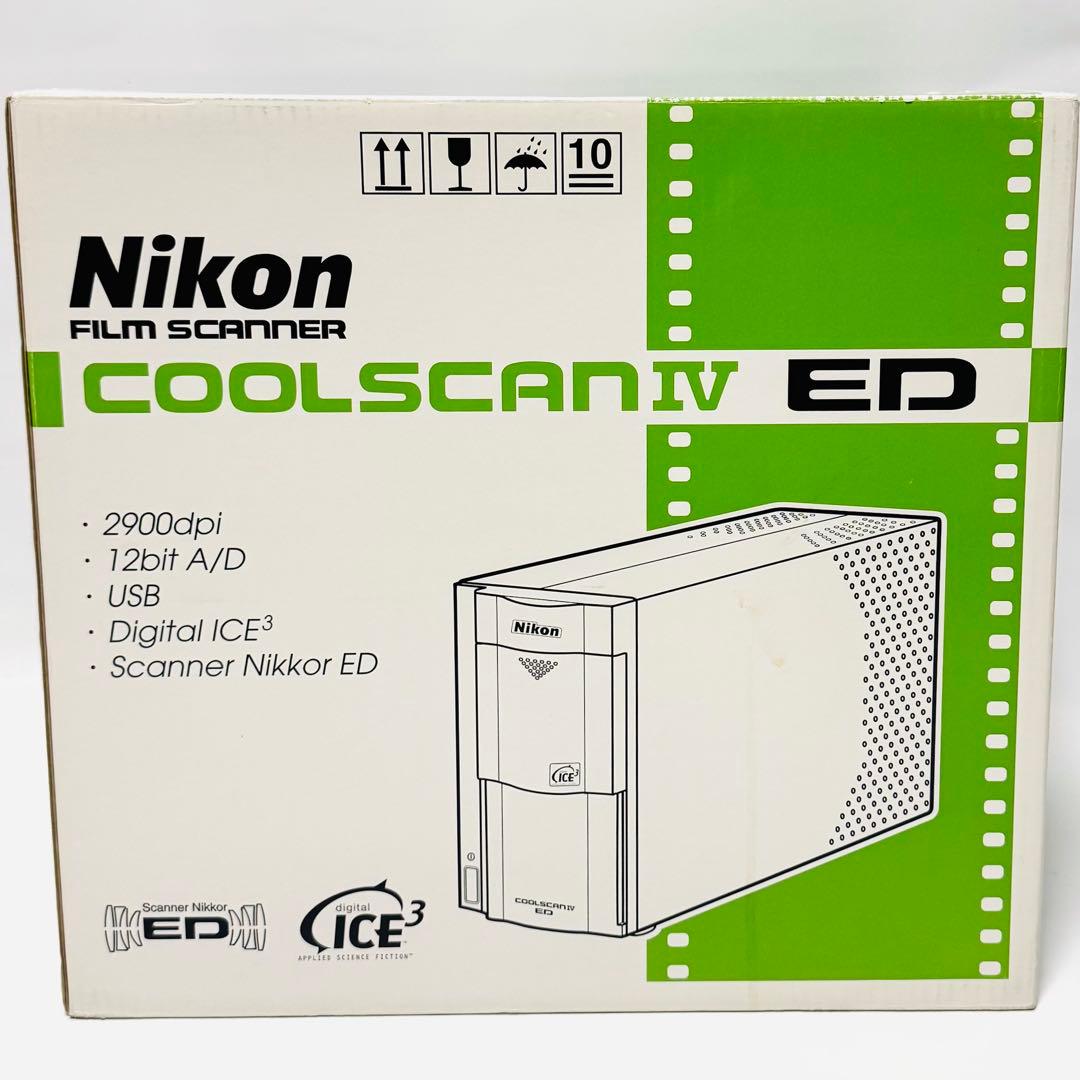 10
Nikon
FILM SCANNER
COOLSCAN IV ED
· 2900dpi
· 12bit A/D
· USB
· Digital ICE³
· Scanner Nikkor ED
Nikon
ICE³
COOLSCAN IV
ED
Scanner Nikkor
ED
digital
ICE³
APPLIED SCIENCE FICTION™